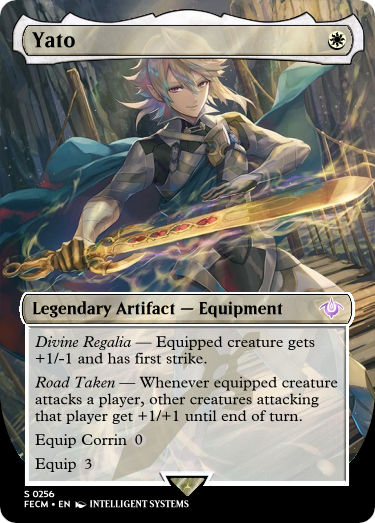 Yato
Legendary Artifact — Equipment
Divine Regalia — Equipped creature gets
+1/-1 and has first strike.
Road Taken — Whenever equipped creature
attacks a player, other creatures attacking
that player get +1/+1 until end of turn.
Equip Corrin 0
Equip 3
S 0256
FECM • EN INTELLIGENT SYSTEMS